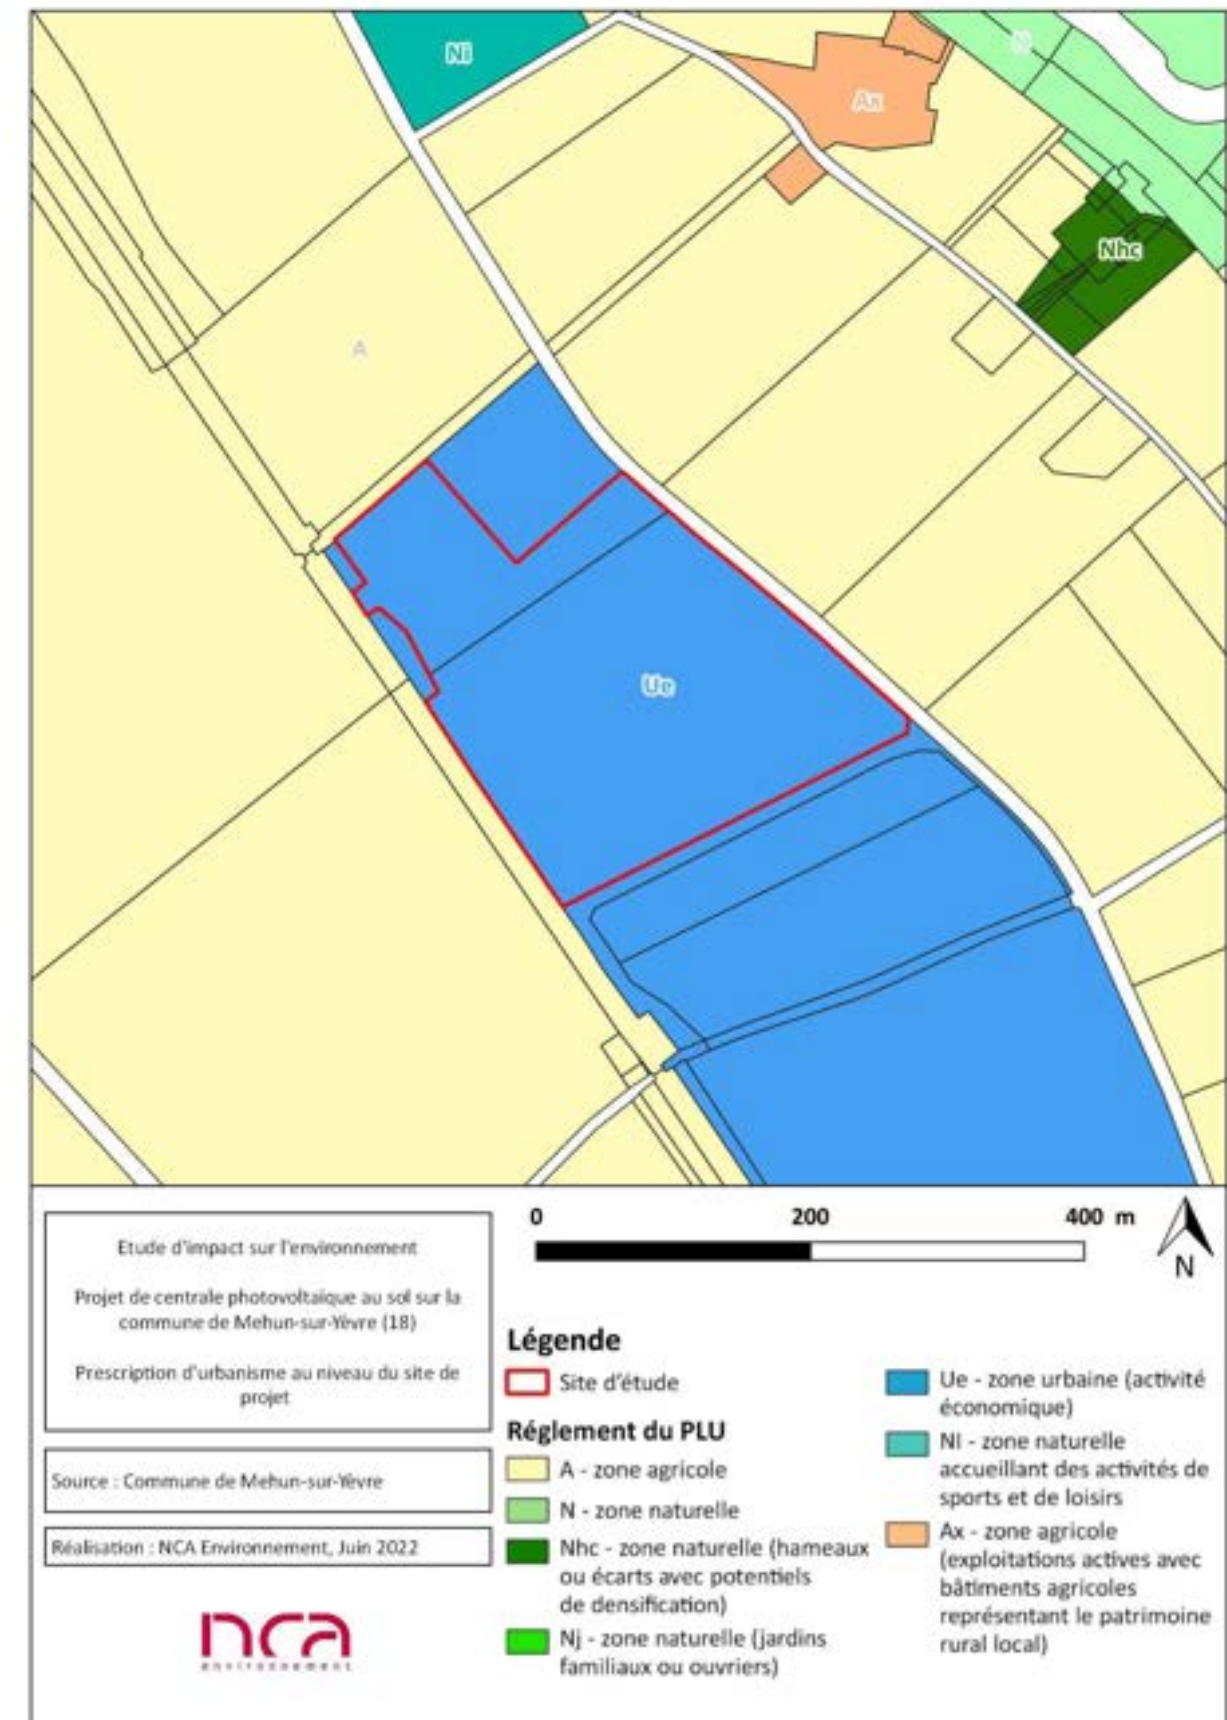 Ni
N
Ax
Nhc
A
Ue
0 200 400 m
N
Etude d'impact sur l'environnement
Projet de centrale photovoltaïque au sol sur la
commune de Mehun-sur-Yèvre (18)
Prescription d'urbanisme au niveau du site de
projet
Source : Commune de Mehun-sur-Yèvre
Réalisation : NCA Environnement, Juin 2022
nca
environnement
Légende
Site d'étude
Réglement du PLU
A - zone agricole
N - zone naturelle
Nhc - zone naturelle (hameaux
ou écarts avec potentiels
de densification)
Nj - zone naturelle (jardins
familiaux ou ouvriers)
Ue - zone urbaine (activité
économique)
Nl - zone naturelle
accueillant des activités de
sports et de loisirs
Ax - zone agricole
(exploitations actives avec
bâtiments agricoles
représentant le patrimoine
rural local)